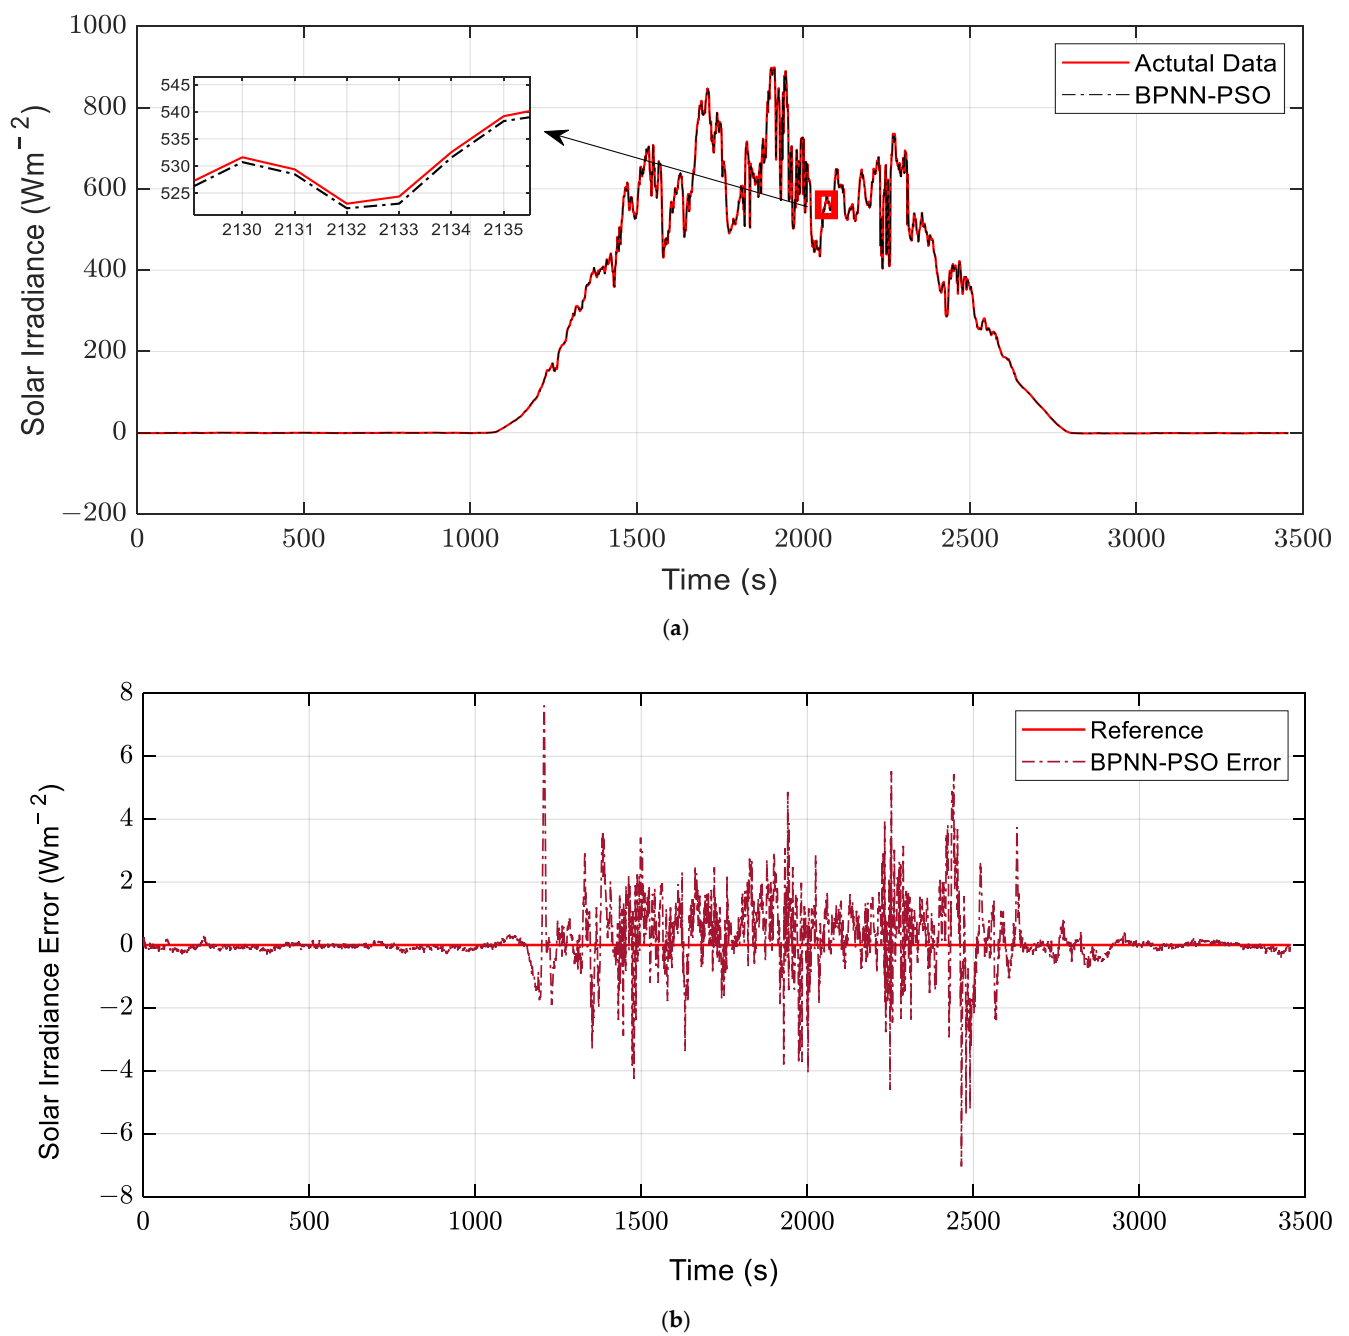 1000
800
600
400
200
0
−200
Solar Irradiance (Wm⁻²)
545
540
535
530
525
2130 2131 2132 2133 2134 2135
Actutal Data
BPNN-PSO
0 500 1000 1500 2000 2500 3000 3500
Time (s)
(a)
8
6
4
2
0
−2
−4
−6
−8
Solar Irradiance Error (Wm⁻²)
Reference
BPNN-PSO Error
0 500 1000 1500 2000 2500 3000 3500
Time (s)
(b)